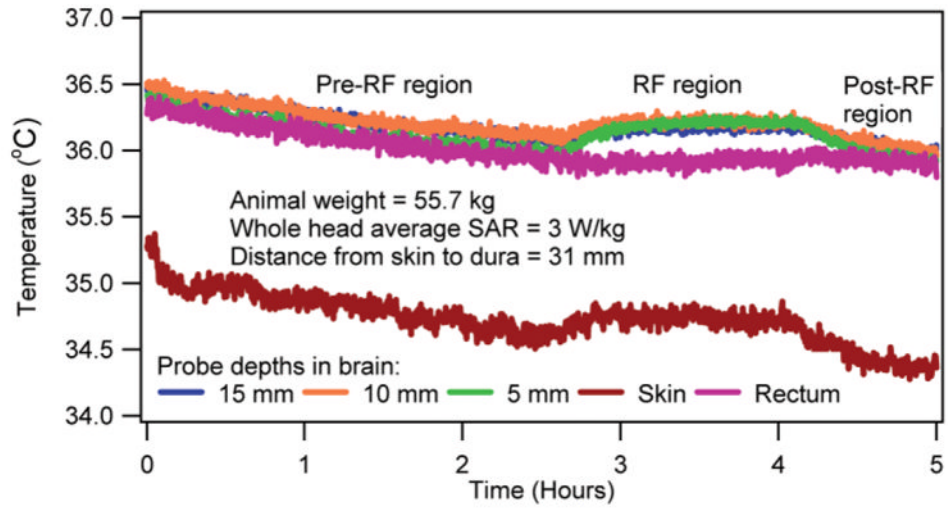 37.0
36.5
36.0
35.5
35.0
34.5
34.0
Temperature (°C)
Pre-RF region
RF region
Post-RF
region
Animal weight = 55.7 kg
Whole head average SAR = 3 W/kg
Distance from skin to dura = 31 mm
Probe depths in brain:
15 mm 10 mm 5 mm Skin Rectum
0 1 2 3 4 5
Time (Hours)